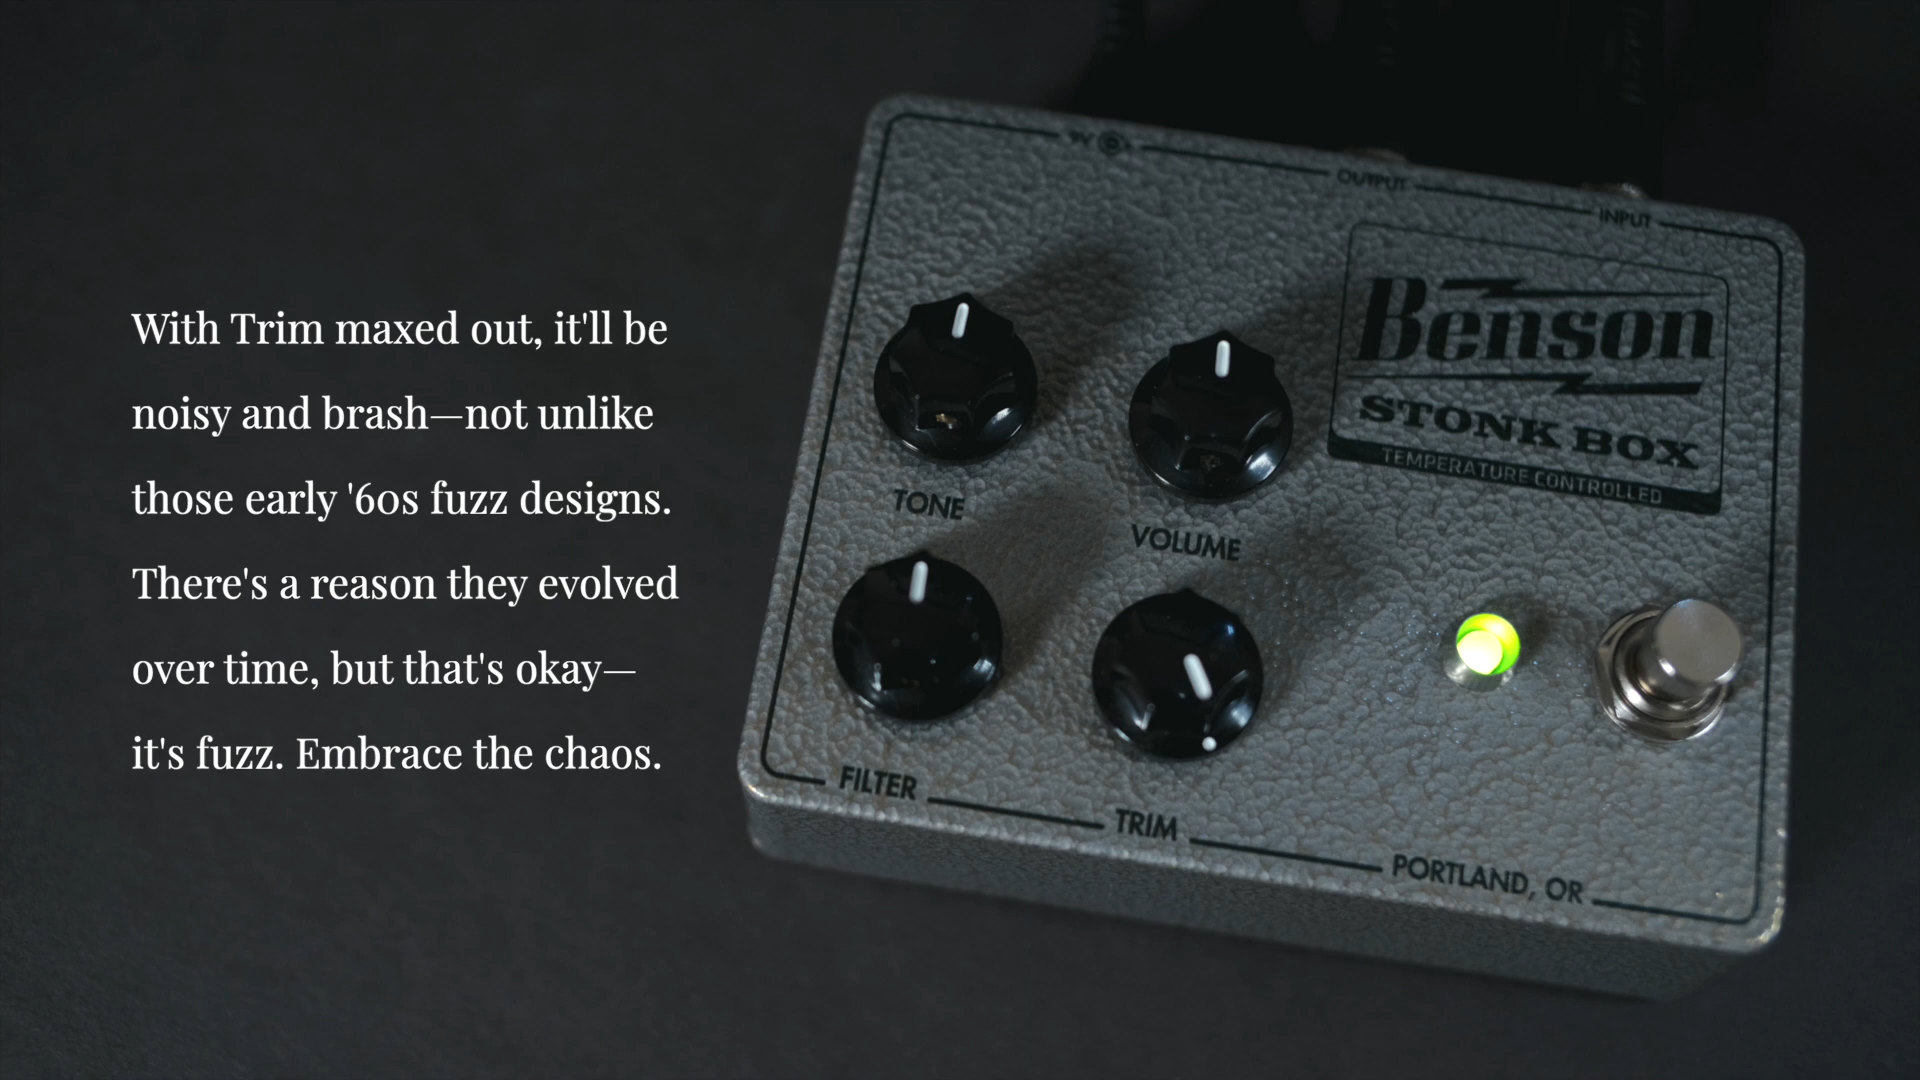 With Trim maxed out, it'll be
noisy and brash—not unlike
those early '60s fuzz designs.
There's a reason they evolved
over time, but that's okay—
it's fuzz. Embrace the chaos.
9V
OUTPUT
INPUT
Benson
STONK BOX
TEMPERATURE CONTROLLED
TONE
VOLUME
FILTER
TRIM
PORTLAND, OR